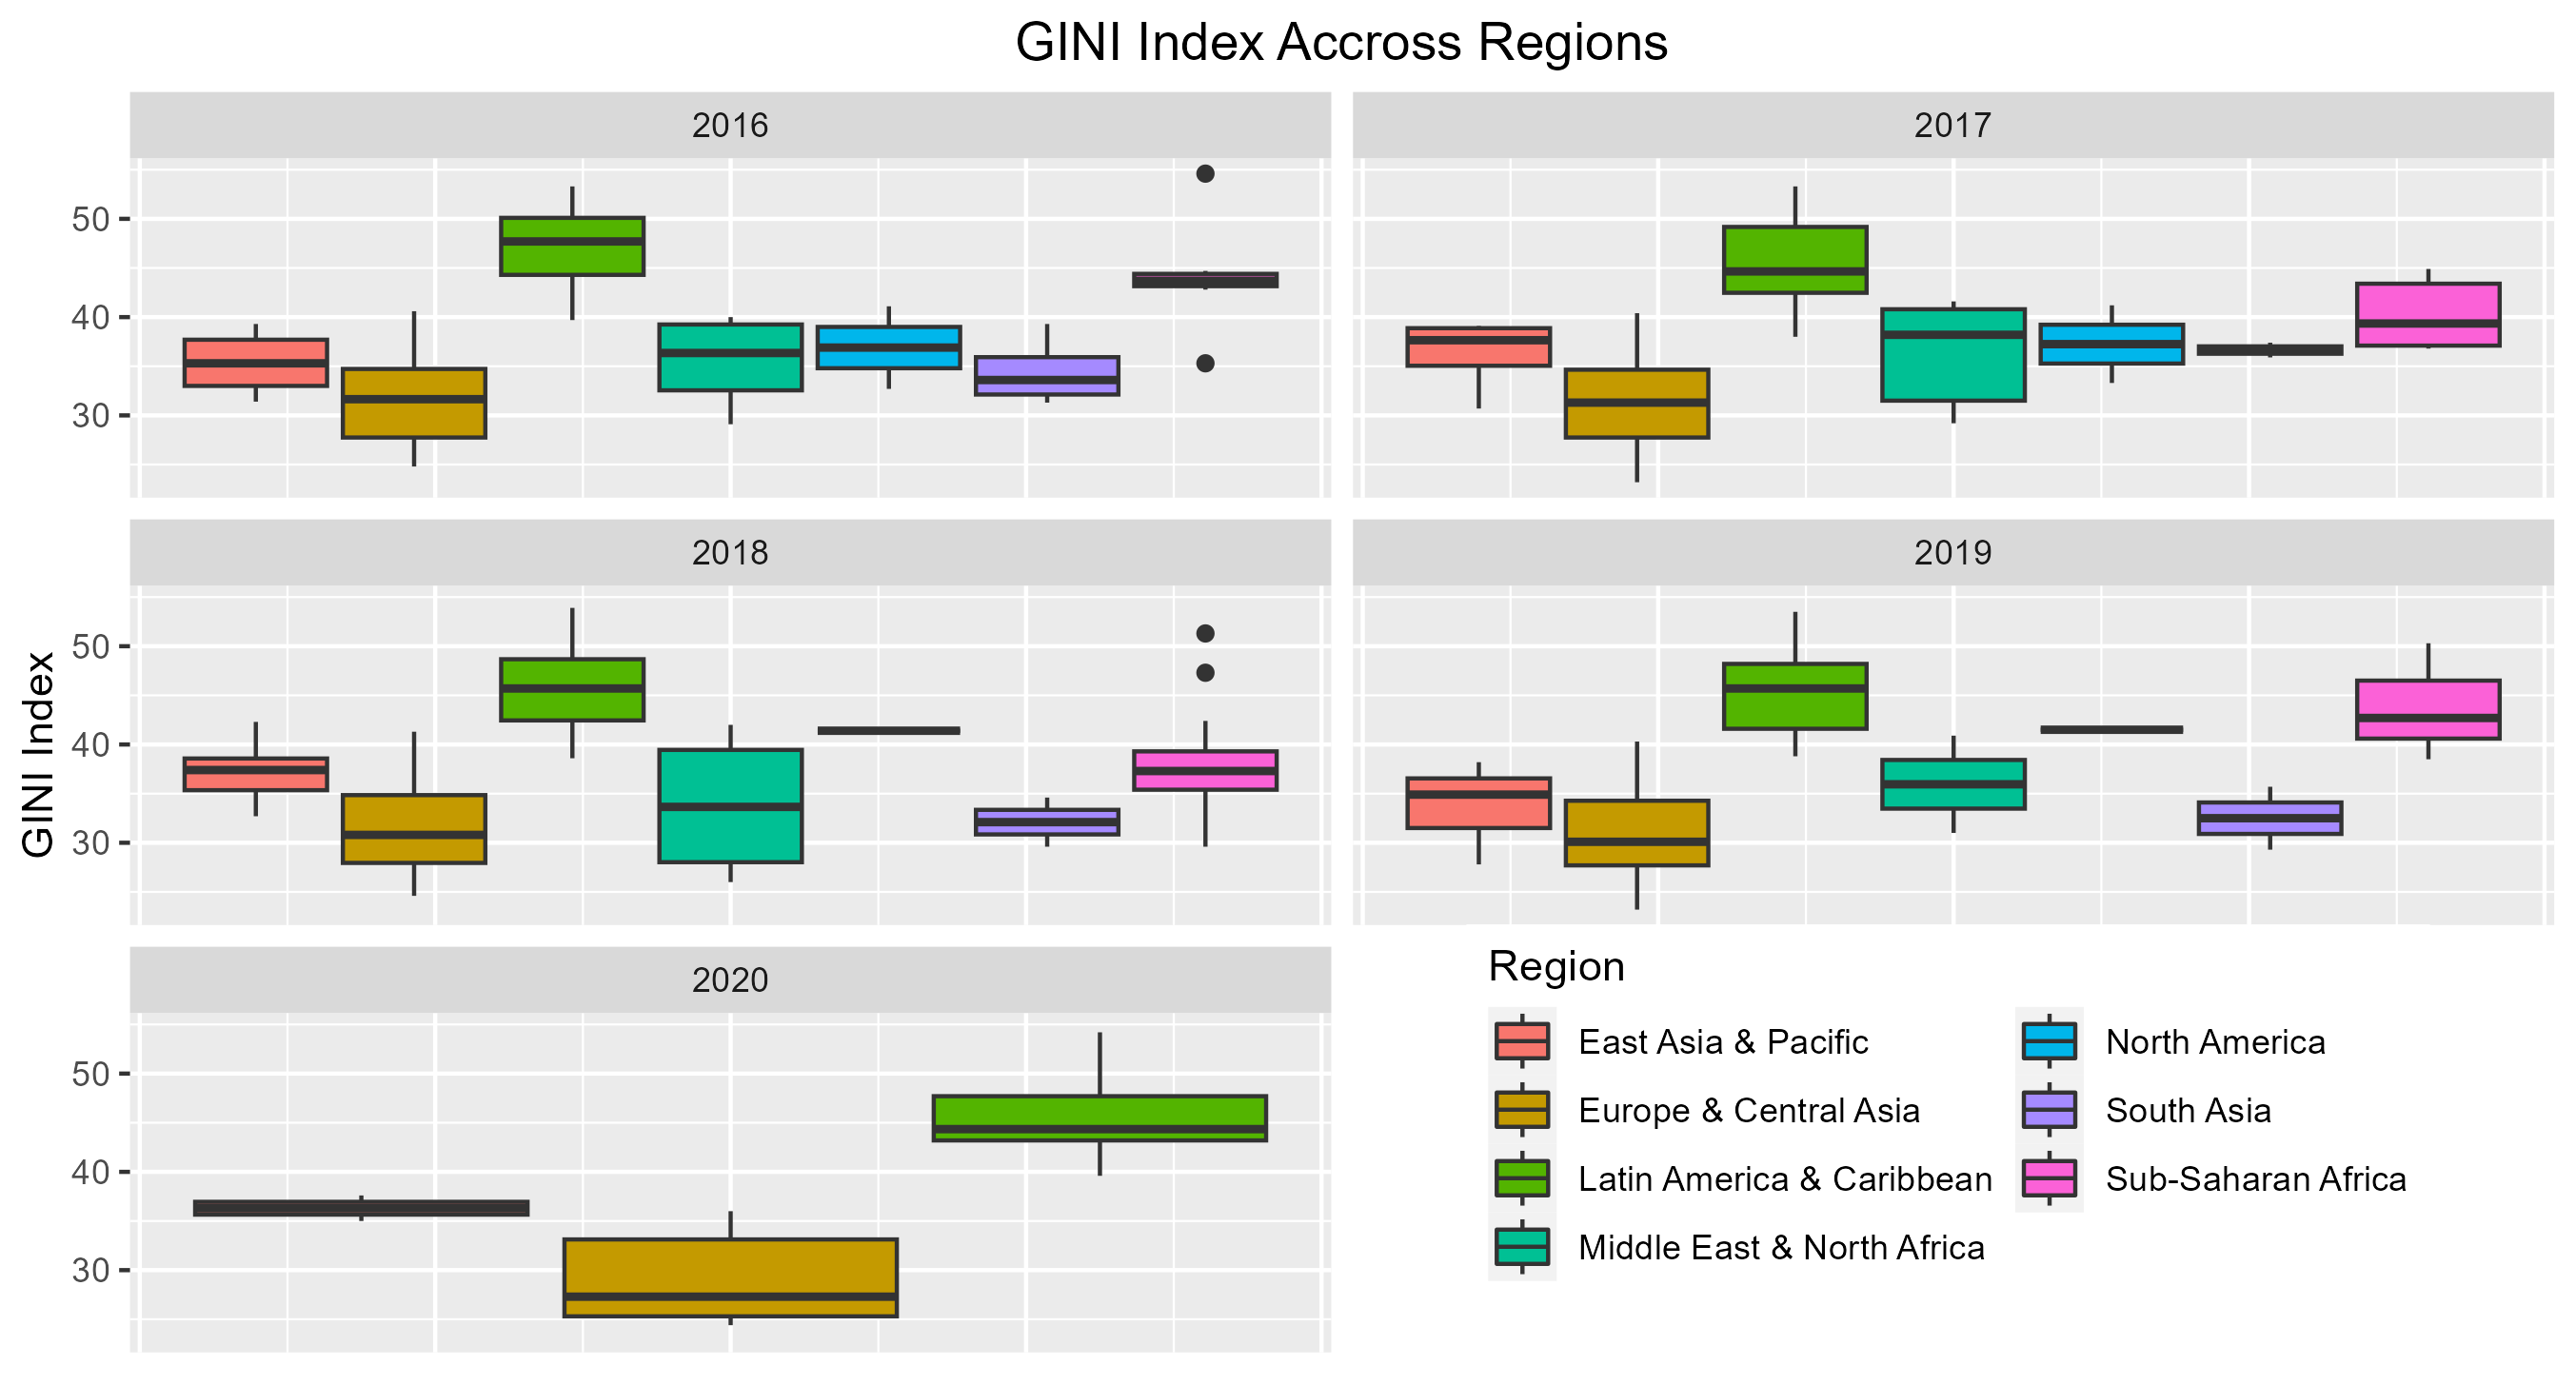 GINI Index Accross Regions
2016
2017
50
40
30
2018
2019
50
40
30
GINI Index
2020
50
40
30
Region
East Asia & Pacific
Europe & Central Asia
Latin America & Caribbean
Middle East & North Africa
North America
South Asia
Sub-Saharan Africa